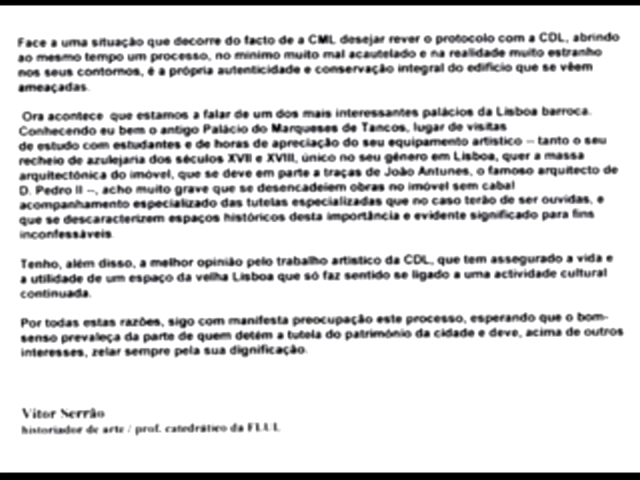 Face a uma situação que decorre do facto de a CML desejar rever o protocolo com a CDL, abrindo
ao mesmo tempo um processo, no mínimo muito mal acautelado e na realidade muito estranho
nos seus contornos, é a própria autenticidade e conservação integral do edifício que se vêem
ameaçadas.
Ora acontece que estamos a falar de um dos mais interessantes palácios da Lisboa barroca.
Conhecendo eu bem o antigo Palácio do Marqueses de Tancos, lugar de visitas
de estudo com estudantes e de horas de apreciação do seu equipamento artístico -- tanto o seu
recheio de azulejaria dos séculos XVII e XVIII, único no seu género em Lisboa, quer a massa
arquitectónica do imóvel, que se deve em parte a traças de João Antunes, o famoso arquitecto de
D. Pedro II --, acho muito grave que se desencadeiem obras no imóvel sem cabal
acompanhamento especializado das tutelas especializadas que no caso terão de ser ouvidas, e
que se descaracterizem espaços históricos desta importância e evidente significado para fins
inconfessáveis.
Tenho, além disso, a melhor opinião pelo trabalho artístico da CDL, que tem assegurado a vida e
a utilidade de um espaço da velha Lisboa que só faz sentido se ligado a uma actividade cultural
continuada.
Por todas estas razões, sigo com manifesta preocupação este processo, esperando que o bom-
senso prevaleça da parte de quem detém a tutela do património da cidade e deve, acima de outros
interesses, zelar sempre pela sua dignificação.
Vitor Serrão
historiador de arte / prof. catedrático da FLUL